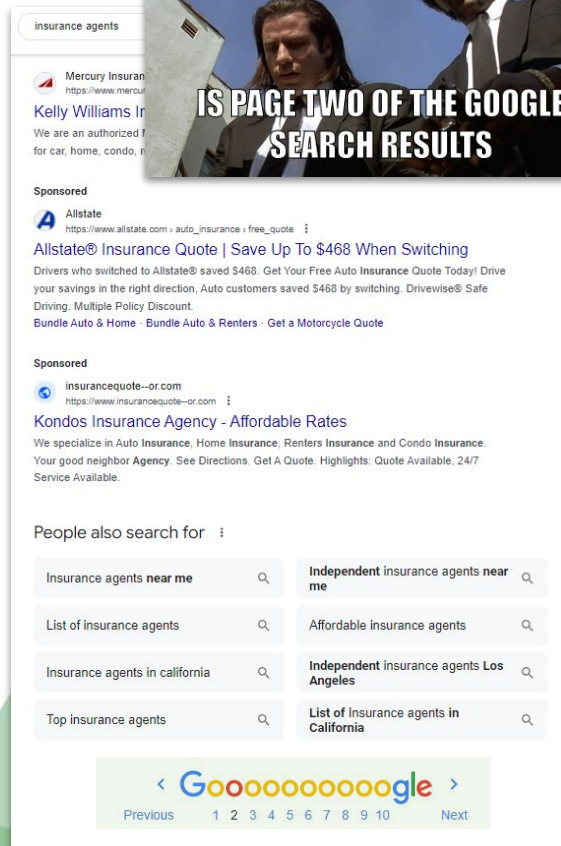 insurance agents
IS PAGE TWO OF THE GOOGLE
SEARCH RESULTS
Mercury
https://www.
Kelly Williams
We are an authorized
for car, home, condo,
Sponsored
Allstate
https://www.allstate.com › auto_insurance › free_quote
Allstate® Insurance Quote | Save Up To $468 When Switching
Drivers who switched to Allstate® saved $468. Get Your Free Auto Insurance Quote Today! Drive
your savings in the right direction, Auto customers saved $468 by switching. Drivewise® Safe
Driving. Multiple Policy Discount.
Bundle Auto & Home · Bundle Auto & Renters · Get a Motorcycle Quote
Sponsored
insurancequote--or.com
https://www.insurancequote--or.com
Kondos Insurance Agency - Affordable Rates
We specialize in Auto Insurance, Home Insurance, Renters Insurance and Condo Insurance.
Your good neighbor Agency. See Directions. Get A Quote. Highlights: Quote Available, 24/7
Service Available.
People also search for
Insurance agents near me
Independent insurance agents near
me
List of insurance agents
Affordable insurance agents
Insurance agents in california
Independent insurance agents Los
Angeles
Top insurance agents
List of Insurance agents in
California
< Goooooooooogle >
Previous 1 2 3 4 5 6 7 8 9 10 Next